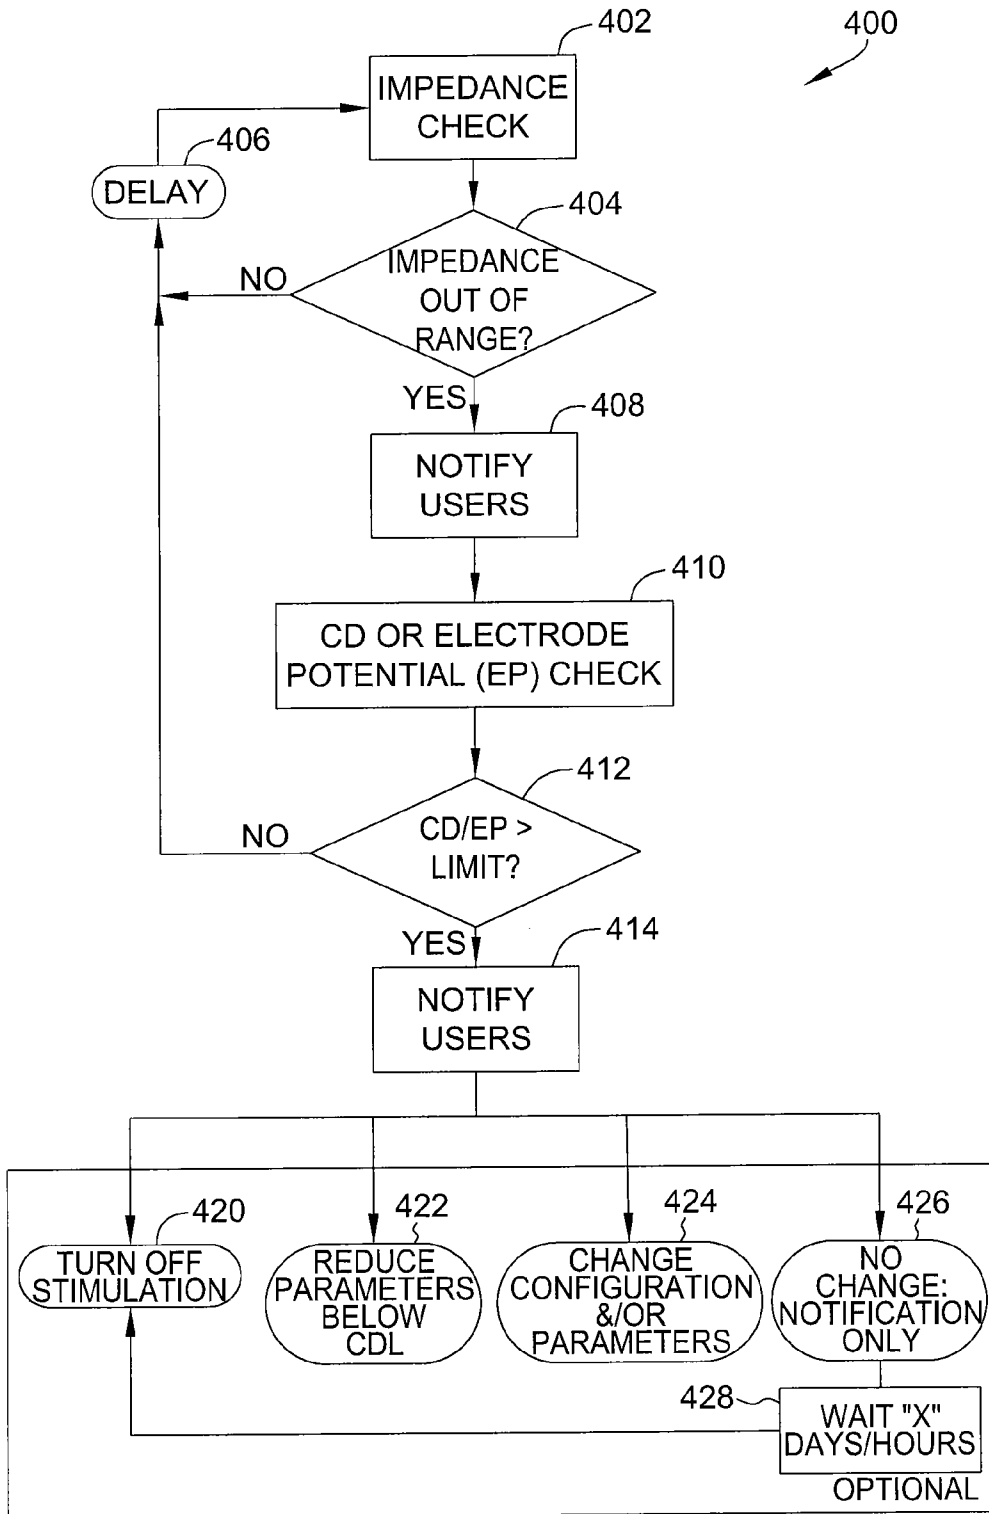 402
400
IMPEDANCE
CHECK
406
DELAY
404
IMPEDANCE
OUT OF
RANGE?
NO
YES
408
NOTIFY
USERS
410
CD OR ELECTRODE
POTENTIAL (EP) CHECK
412
CD/EP >
LIMIT?
NO
YES
414
NOTIFY
USERS
420
TURN OFF
STIMULATION
422
REDUCE
PARAMETERS
BELOW
CDL
424
CHANGE
CONFIGURATION
&/OR
PARAMETERS
426
NO
CHANGE:
NOTIFICATION
ONLY
428
WAIT "X"
DAYS/HOURS
OPTIONAL